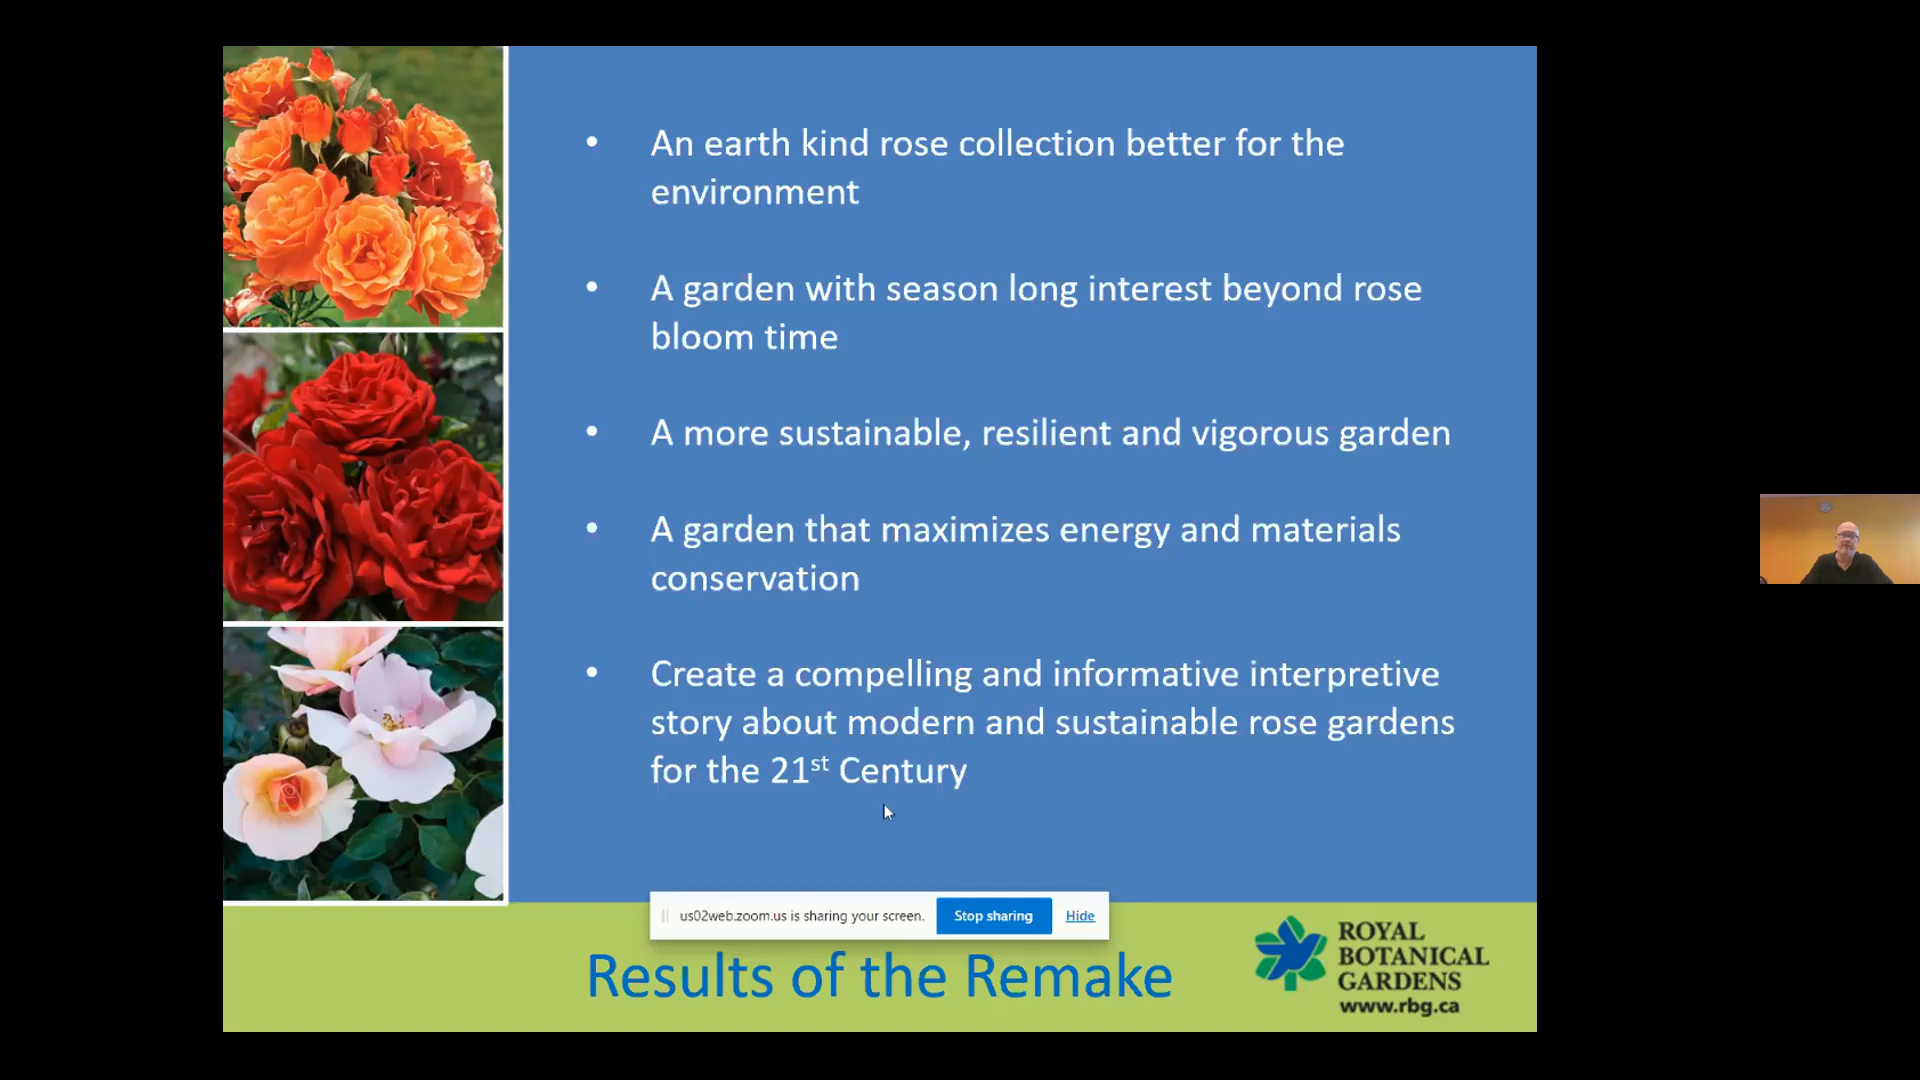 • An earth kind rose collection better for the
environment
• A garden with season long interest beyond rose
bloom time
• A more sustainable, resilient and vigorous garden
• A garden that maximizes energy and materials
conservation
• Create a compelling and informative interpretive
story about modern and sustainable rose gardens
for the 21st Century
us02web.zoom.us is sharing your screen. Stop sharing Hide
Results of the Remake
ROYAL
BOTANICAL
GARDENS
www.rbg.ca